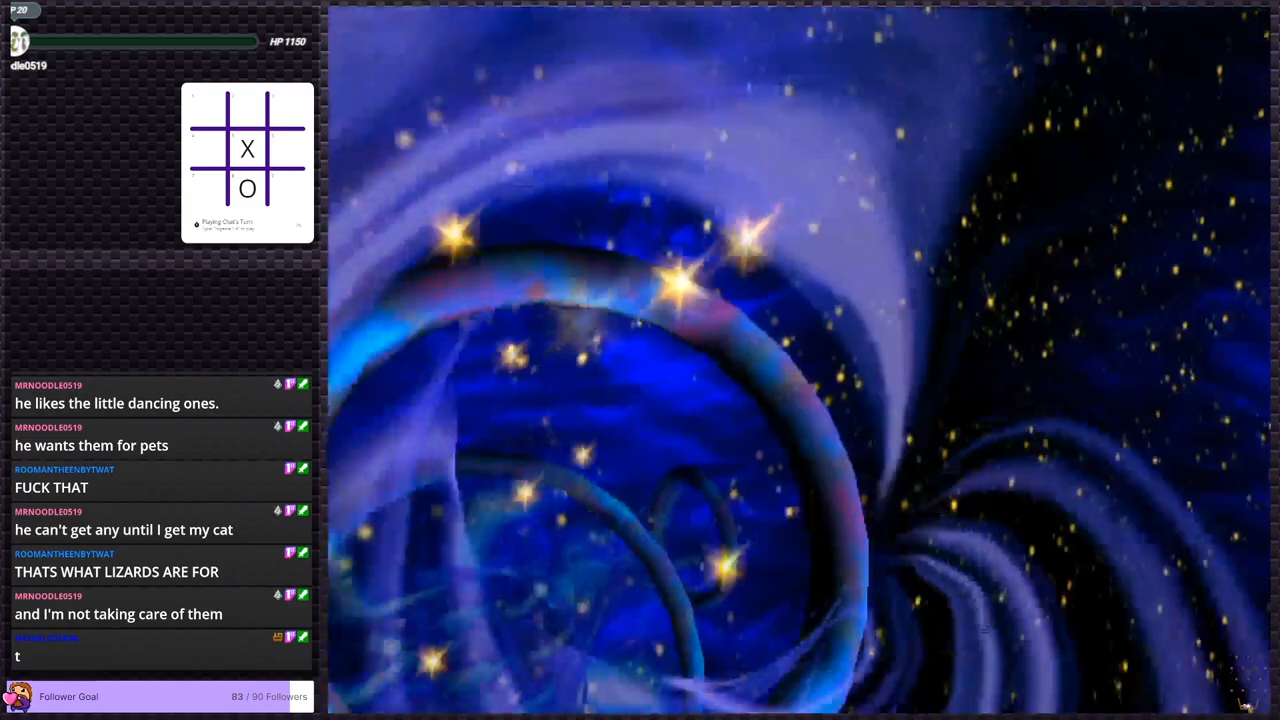 P 20
HP 1150
dle0519
X
O
Playing Chat's Turn
MRNOODLE0519
he likes the little dancing ones.
MRNOODLE0519
he wants them for pets
ROOMANTHEENBYTWAT
FUCK THAT
MRNOODLE0519
he can't get any until I get my cat
ROOMANTHEENBYTWAT
THATS WHAT LIZARDS ARE FOR
MRNOODLE0519
and I'm not taking care of them
t
Follower Goal
83 / 90 Followers